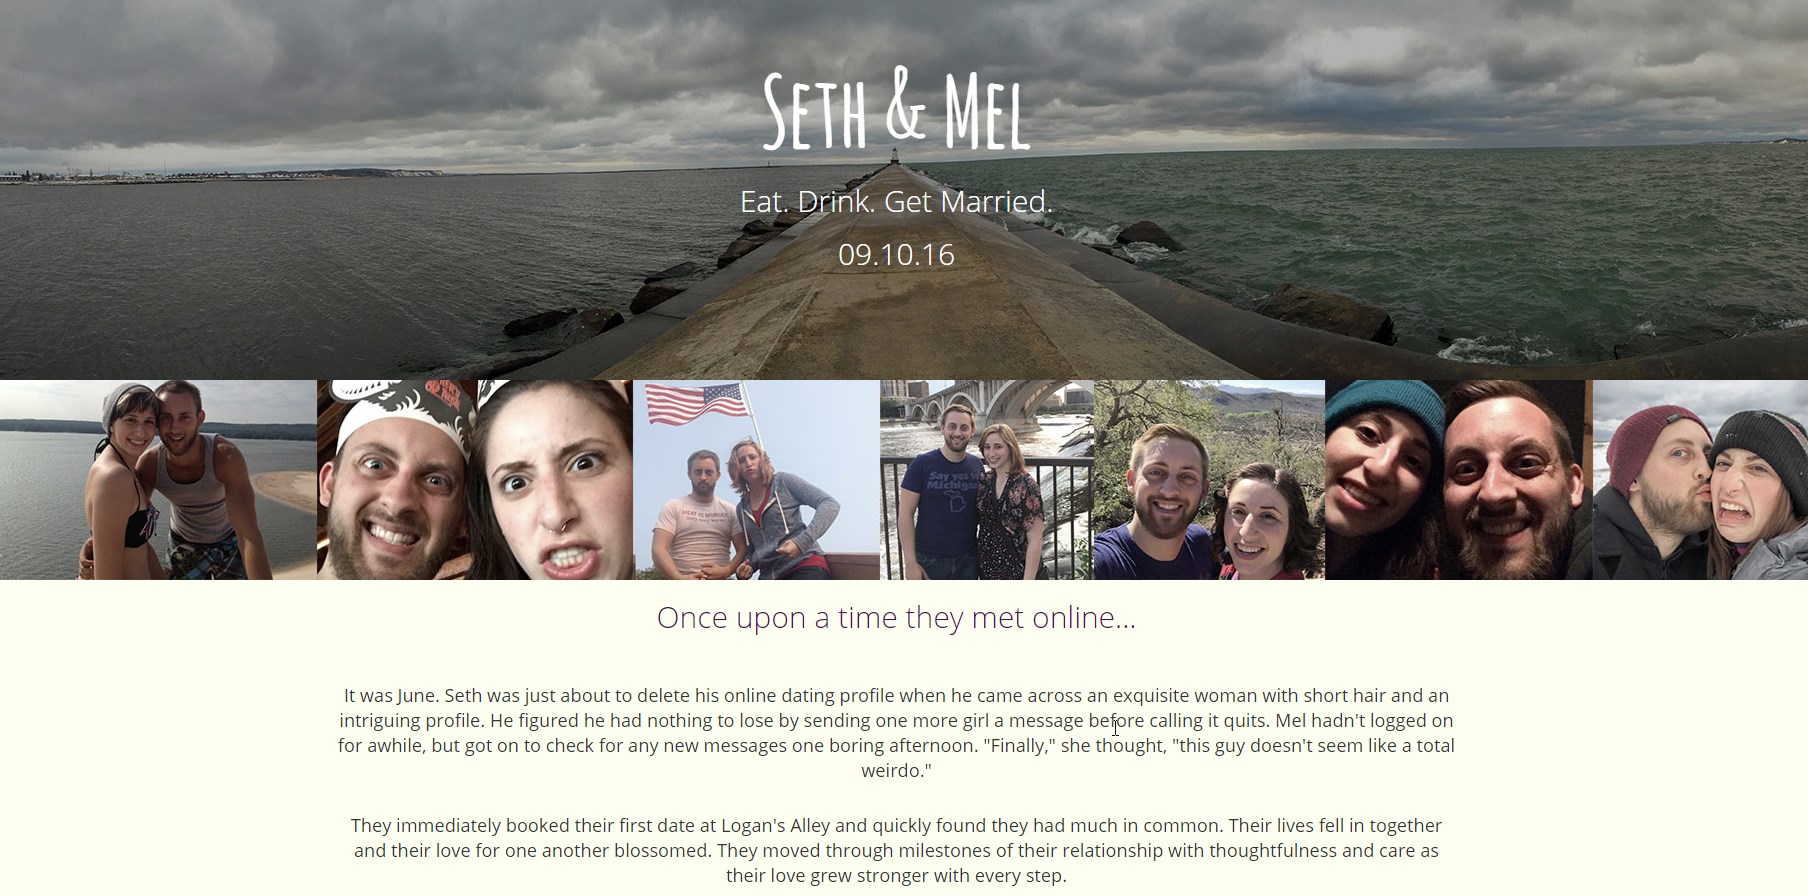 SETH & MEL
Eat. Drink. Get Married.
09.10.16
Say yes to
Michigan
Once upon a time they met online...
It was June. Seth was just about to delete his online dating profile when he came across an exquisite woman with short hair and an
intriguing profile. He figured he had nothing to lose by sending one more girl a message before calling it quits. Mel hadn't logged on
for awhile, but got on to check for any new messages one boring afternoon. "Finally," she thought, "this guy doesn't seem like a total
weirdo."
They immediately booked their first date at Logan's Alley and quickly found they had much in common. Their lives fell in together
and their love for one another blossomed. They moved through milestones of their relationship with thoughtfulness and care as
their love grew stronger with every step.